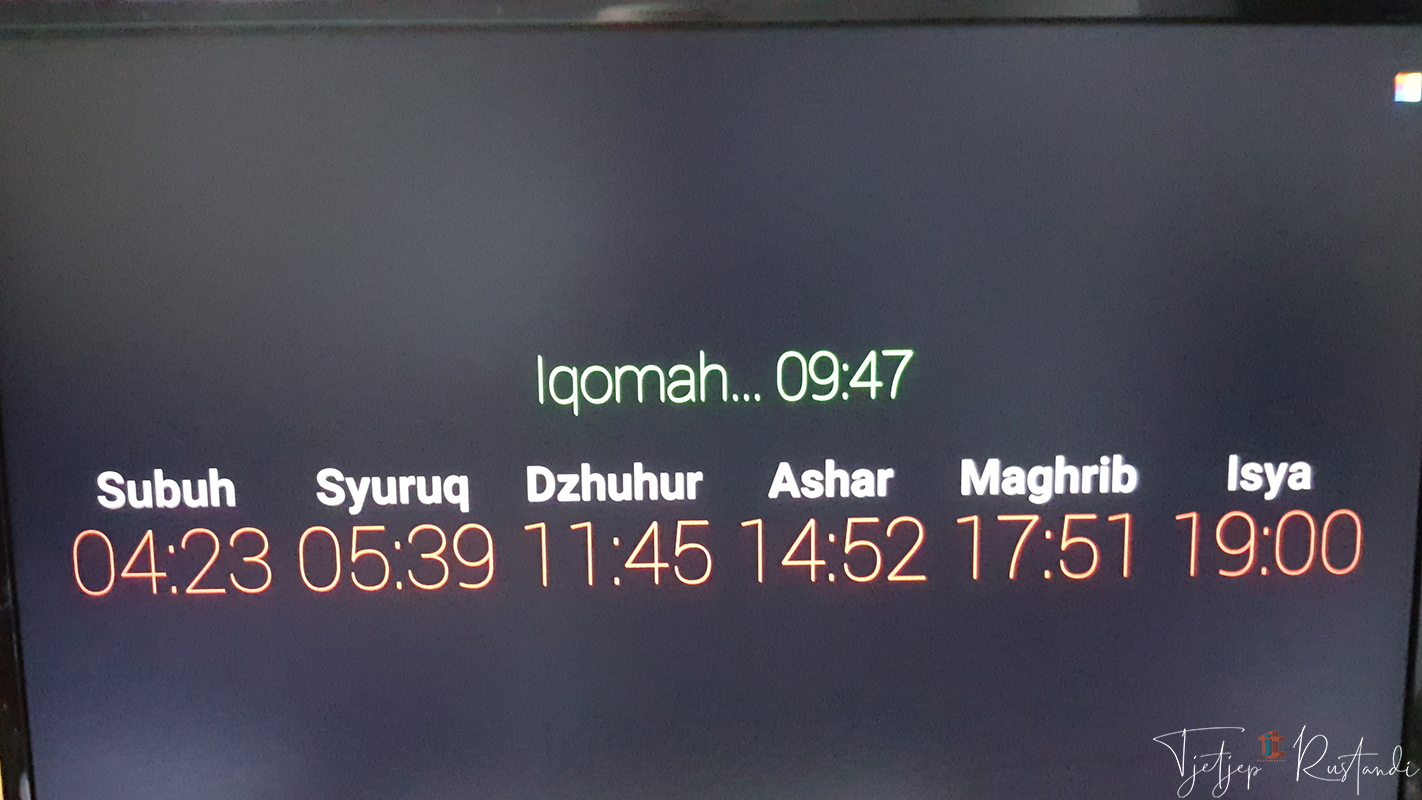 Iqomah... 09:47
Subuh Syuruq Dzhuhur Ashar Maghrib Isya
04:23 05:39 11:45 14:52 17:51 19:00
Tjetjep Rustandi